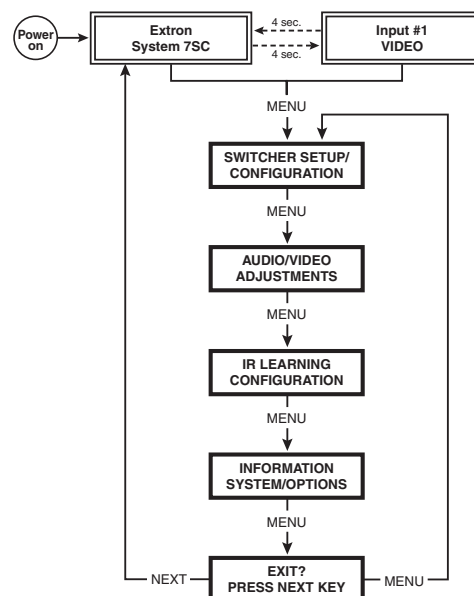 Power
on
Extron
System 7SC
4 sec.
4 sec.
Input #1
VIDEO
MENU
SWITCHER SETUP/
CONFIGURATION
MENU
AUDIO/VIDEO
ADJUSTMENTS
MENU
IR LEARNING
CONFIGURATION
MENU
INFORMATION
SYSTEM/OPTIONS
MENU
NEXT
EXIT?
PRESS NEXT KEY
MENU